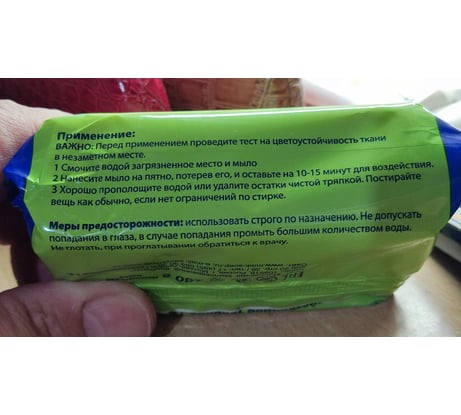 Применение:
ВАЖНО: Перед применением проведите тест на цветоустойчивость ткани
в незаметном месте.
1 Смочите водой загрязненное место и мыло
2 Нанесите мыло на пятно, потерев его, и оставьте на 10-15 минут для воздействия.
3 Хорошо прополощите водой или удалите остатки чистой тряпкой. Постирайте
вещь как обычно, если нет ограничений по стирке.
Меры предосторожности: использовать строго по назначению. Не допускать
попадания в глаза, в случае попадания промыть большим количеством воды.
Не глотать, при проглатывании обратиться к врачу.